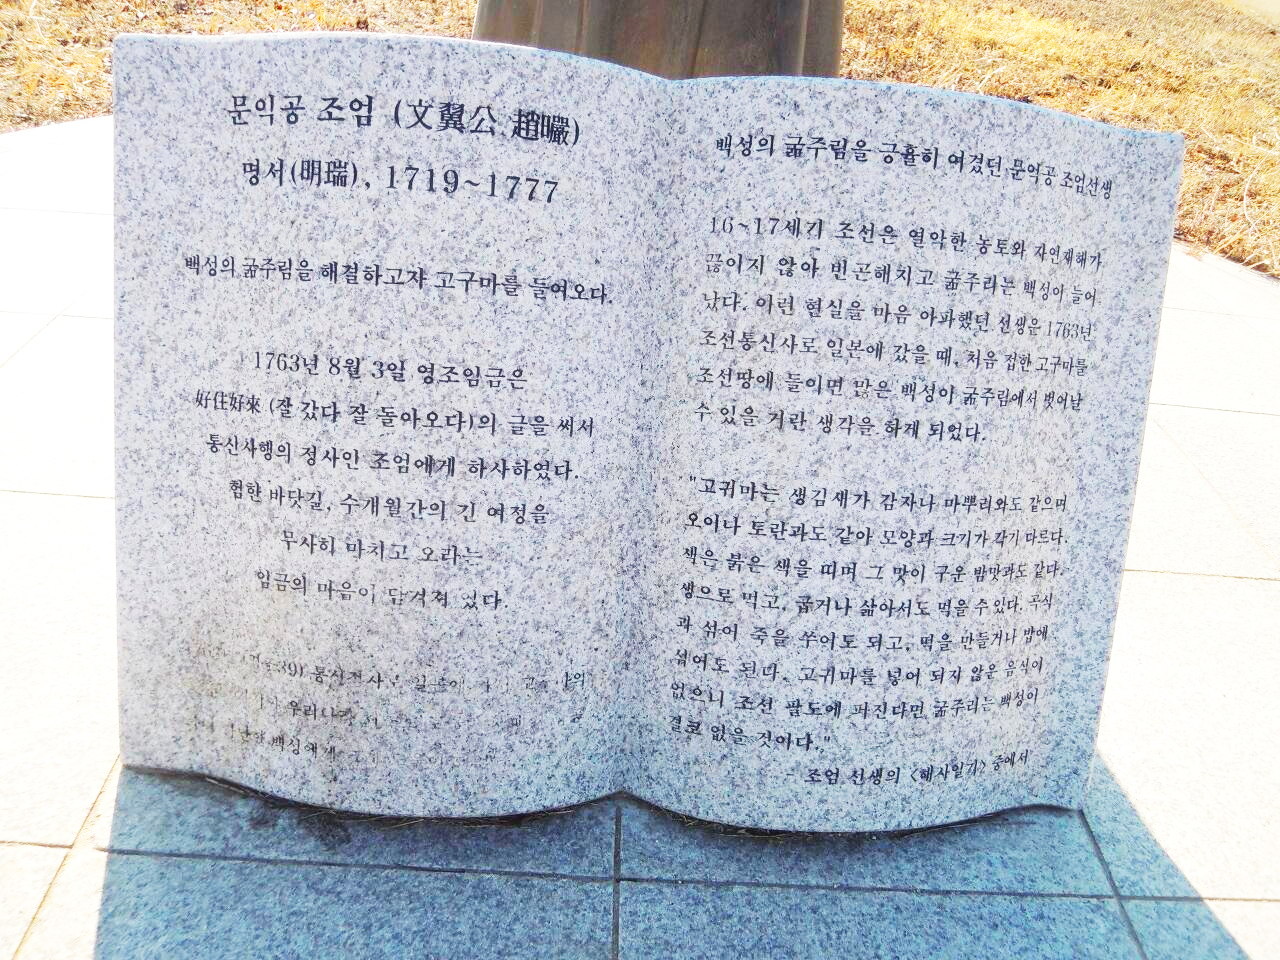 문익공 조엄 (文翼公 趙曮)
명서(明瑞), 1719~1777
백성의 굶주림을 해결하고자 고구마를 들여오다.
1763년 8월 3일 영조임금은
好住好來 (잘 갔다 잘 돌아오다)의 글을 써서
통신사행의 정사인 조엄에게 하사하였다.
험한 바닷길, 수개월간의 긴 여정을
무사히 마치고 오라는
임금의 마음이 담겨져 있다.
통신정사로
우리나라
백성에게
백성의 굶주림을 긍휼히 여겼던 문익공 조엄선생
16~17세기 조선은 열악한 농토와 자연재해가
끊이지 않아 빈곤해치고 굶주리는 백성이 늘어
났다. 이런 현실을 마음 아파했던 선생은 1763년
조선통신사로 일본에 갔을 때, 처음 접한 고구마를
조선땅에 들이면 많은 백성이 굶주림에서 벗어날
수 있을 거란 생각을 하게 되었다.
"고귀마는 생김새가 감자나 마뿌리와도 같으며
오이나 토란과도 같아 모양과 크기가 각기 다르다.
색은 붉은 색을 띠며 그 맛이 구운 밤맛과도 같다.
생으로 먹고, 굽거나 삶아서도 먹을 수 있다. 곡식
과 섞어 죽을 쑤어도 되고, 떡을 만들거나 밥에
섞어도 된다. 고귀마를 넣어 되지 않은 음식이
없으니 조선 팔도에 퍼진다면 굶주리는 백성이
결코 없을 것이다."
- 조엄 선생의 <해사일기> 중에서